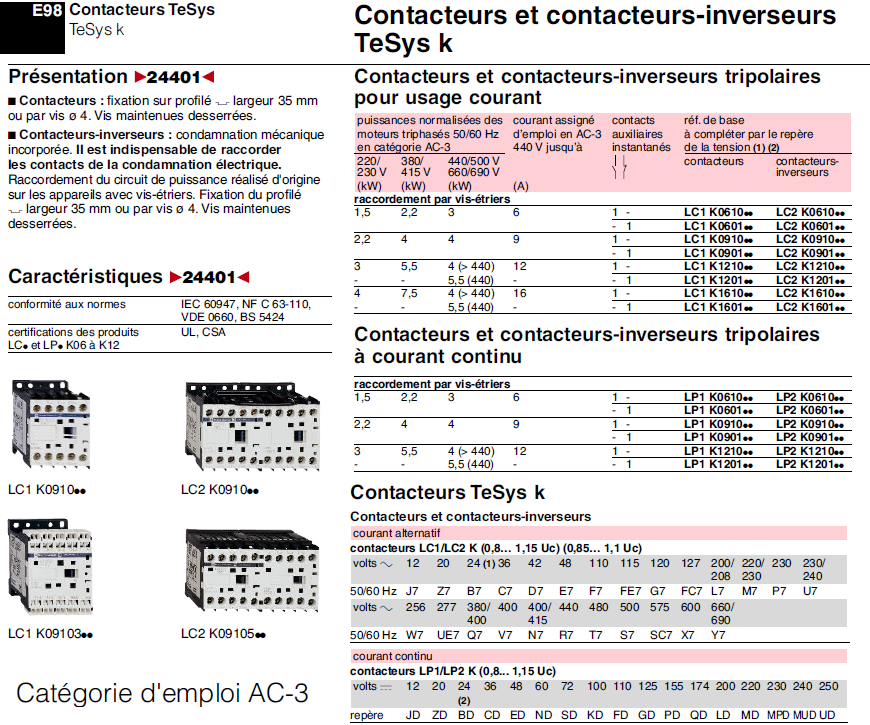 E98 Contacteurs TeSys
TeSys k
Contacteurs et contacteurs-inverseurs
TeSys k
Présentation ►24401◄
■ Contacteurs : fixation sur profilé largeur 35 mm
ou par vis ø 4. Vis maintenues desserrées.
■ Contacteurs-inverseurs : condamnation mécanique
incorporée. Il est indispensable de raccorder
les contacts de la condamnation électrique.
Raccordement du circuit de puissance réalisé d'origine
sur les appareils avec vis-étriers. Fixation du profilé
largeur 35 mm ou par vis ø 4. Vis maintenues
desserrées.
Caractéristiques ►24401◄
conformité aux normes IEC 60947, NF C 63-110,
VDE 0660, BS 5424
certifications des produits UL, CSA
LC● et LP● K06 à K12
LC1 K0910●● LC2 K0910●●
LC1 K09103●● LC2 K09105●●
Catégorie d'emploi AC-3
Contacteurs et contacteurs-inverseurs tripolaires
pour usage courant
puissances normalisées des courant assigné contacts réf. de base
moteurs triphasés 50/60 Hz d'emploi en AC-3 auxiliaires à compléter par le repère
en catégorie AC-3 440 V jusqu'à instantanés de la tension (1) (2)
220/ 380/ 440/500 V contacteurs contacteurs-
230 V 415 V 660/690 V inverseurs
(kW) (kW) (kW) (A)
raccordement par vis-étriers
1,5 2,2 3 6 1 - LC1 K0610●● LC2 K0610●●
- 1 LC1 K0601●● LC2 K0601●●
2,2 4 4 9 1 - LC1 K0910●● LC2 K0910●●
- 1 LC1 K0901●● LC2 K0901●●
3 5,5 4 (> 440) 12 1 - LC1 K1210●● LC2 K1210●●
- - 5,5 (440) - - 1 LC1 K1201●● LC2 K1201●●
4 7,5 4 (> 440) 16 1 - LC1 K1610●● LC2 K1610●●
- - 5,5 (440) - - 1 LC1 K1601●● LC2 K1601●●
Contacteurs et contacteurs-inverseurs tripolaires
à courant continu
raccordement par vis-étriers
1,5 2,2 3 6 1 - LP1 K0610●● LP2 K0610●●
- 1 LP1 K0601●● LP2 K0601●●
2,2 4 4 9 1 - LP1 K0910●● LP2 K0910●●
- 1 LP1 K0901●● LP2 K0901●●
3 5,5 4 (> 440) 12 1 - LP1 K1210●● LP2 K1210●●
- - 5,5 (440) - - 1 LP1 K1201●● LP2 K1201●●
Contacteurs TeSys k
Contacteurs et contacteurs-inverseurs
courant alternatif
contacteurs LC1/LC2 K (0,8... 1,15 Uc) (0,85... 1,1 Uc)
volts ~ 12 20 24 (1) 36 42 48 110 115 120 127 200/ 220/ 230 230/
208 230 240
50/60 Hz J7 Z7 B7 C7 D7 E7 F7 FE7 G7 FC7 L7 M7 P7 U7
volts ~ 256 277 380/ 400 400/ 440 480 500 575 600 660/
400 415 690
50/60 Hz W7 UE7 Q7 V7 N7 R7 T7 S7 SC7 X7 Y7
courant continu
contacteurs LP1/LP2 K (0,8... 1,15 Uc)
volts 12 20 24 36 48 60 72 100 110 125 155 174 200 220 230 240 250
(2)
repère JD ZD BD CD ED ND SD KD FD GD PD QD LD MD MPD MUD UD